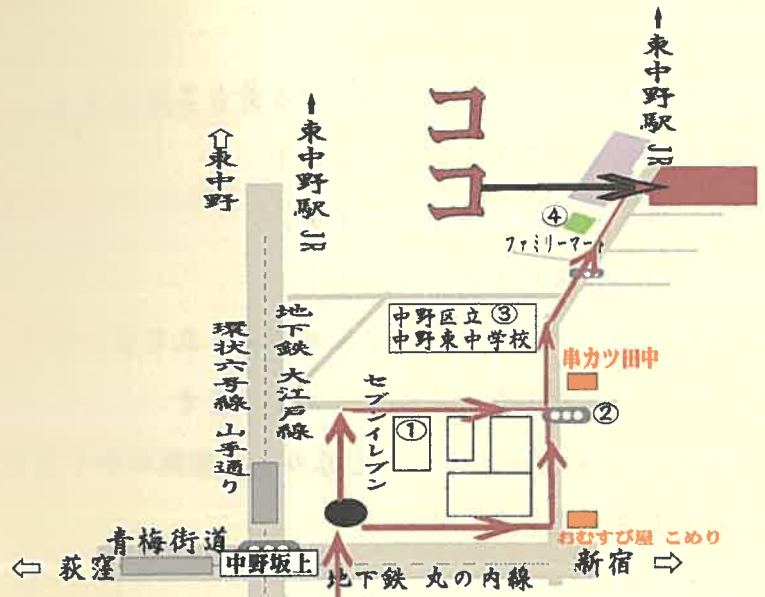 ↑東中野駅 JR
↑東中野駅 JR
⇧東中野
ココ
④
ファミリーマート
中野区立 ③
中野東中学校
地下鉄 大江戸線
環状六号線 山手通り
串カツ田中
セブンイレブン
①
②
おむすび屋 こめり
青梅街道
⇦ 荻窪
中野坂上
地下鉄 丸の内線
新宿 ⇨